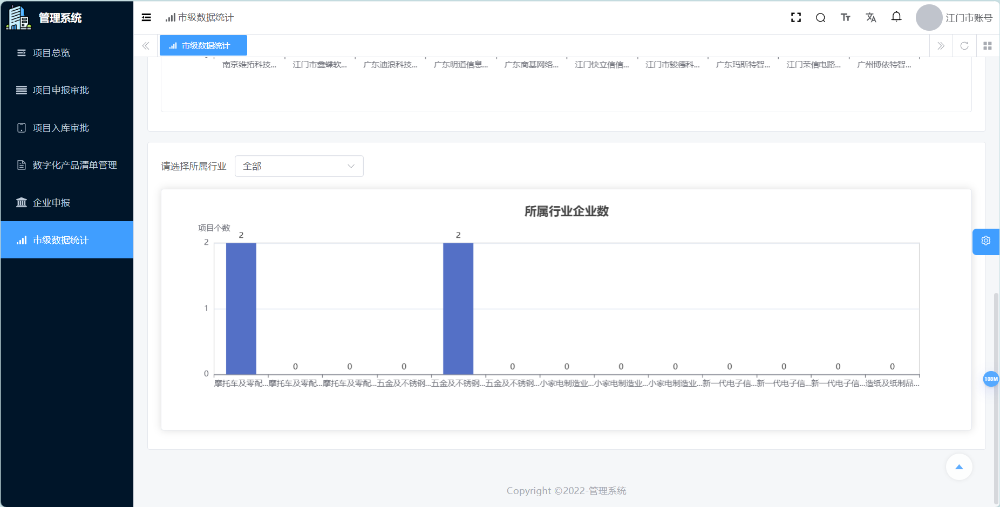 管理系统
项目总览
项目申报审批
项目入库审批
数字化产品清单管理
企业申报
市级数据统计
市级数据统计
江门市账号
市级数据统计
南京维拓科技... 江门市鑫蝶软... 广东迪浪科技... 广东明道信息... 广东商基网络... 江门快立信信... 江门市骏德科... 广东玛斯特智... 江门荣信电路... 广州博依特智...
请选择所属行业 全部
所属行业企业数
项目个数
2 2
2
1
0 0 0 0 0 0 0 0 0 0 0
0
摩托车及零配... 摩托车及零配... 摩托车及零配... 五金及不锈钢... 五金及不锈钢... 五金及不锈钢... 小家电制造业... 小家电制造业... 小家电制造业... 新一代电子信... 新一代电子信... 新一代电子信... 造纸及纸制品...
108M
Copyright ©2022-管理系统